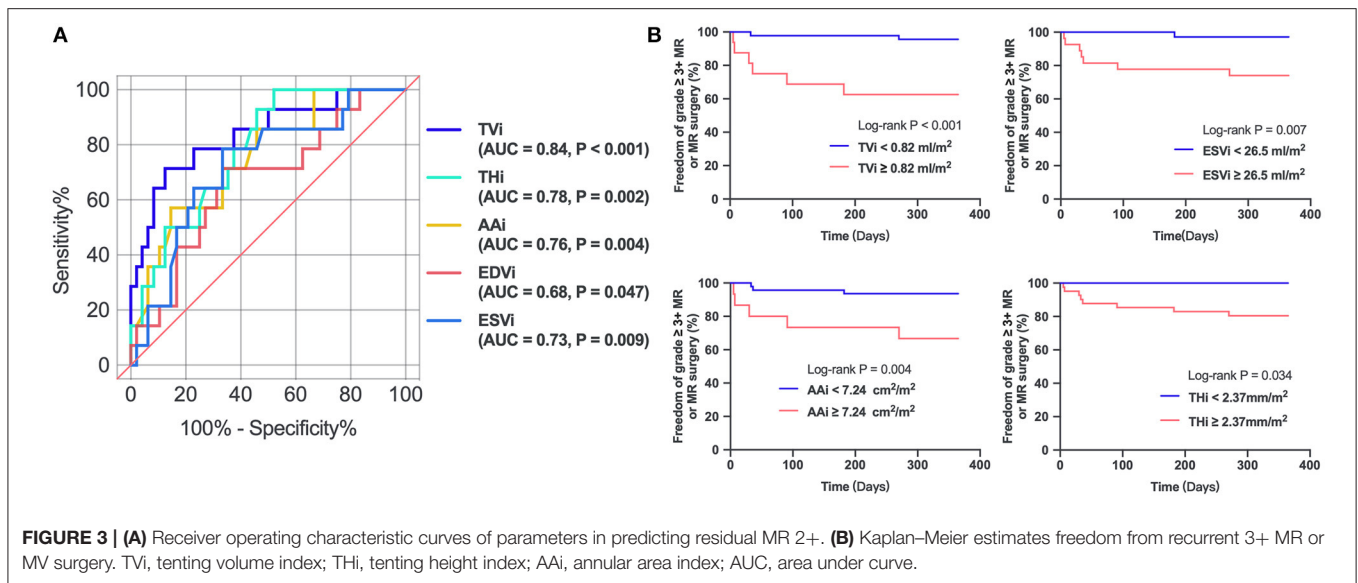 A
Sensitivity%
100
80
60
40
20
0
0 20 40 60 80 100
100% - Specificity%
TVi
(AUC = 0.84, P < 0.001)
THi
(AUC = 0.78, P = 0.002)
AAi
(AUC = 0.76, P = 0.004)
EDVi
(AUC = 0.68, P = 0.047)
ESVi
(AUC = 0.73, P = 0.009)
B
Freedom of grade ≥ 3+ MR
or MR surgery (%)
100
80
60
40
20
0
Log-rank P < 0.001
TVi < 0.82 ml/m²
TVi ≥ 0.82 ml/m²
0 100 200 300 400
Time (Days)
Freedom of grade ≥ 3+ MR
or MR surgery (%)
100
80
60
40
20
0
Log-rank P = 0.007
ESVi < 26.5 ml/m²
ESVi ≥ 26.5 ml/m²
0 100 200 300 400
Time(Days)
Freedom of grade ≥ 3+ MR
or MR surgery (%)
100
80
60
40
20
0
Log-rank P = 0.004
AAi < 7.24 cm²/m²
AAi ≥ 7.24 cm²/m²
0 100 200 300 400
Time (Days)
Freedom of grade ≥ 3+ MR
or MR surgery (%)
100
80
60
40
20
0
Log-rank P = 0.034
THi < 2.37mm/m²
THi ≥ 2.37mm/m²
0 100 200 300 400
Time (Days)
FIGURE 3 | (A) Receiver operating characteristic curves of parameters in predicting residual MR 2+. (B) Kaplan–Meier estimates freedom from recurrent 3+ MR or
MV surgery. TVi, tenting volume index; THi, tenting height index; AAi, annular area index; AUC, area under curve.